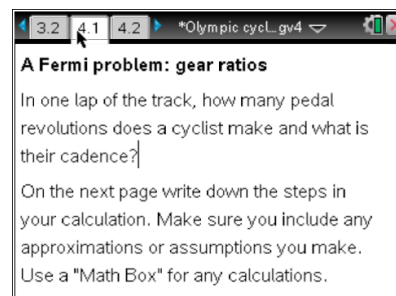 3.2 4.1 4.2 *Olympic cycl...gv4
A Fermi problem: gear ratios
In one lap of the track, how many pedal
revolutions does a cyclist make and what is
their cadence?
On the next page write down the steps in
your calculation. Make sure you include any
approximations or assumptions you make.
Use a "Math Box" for any calculations.